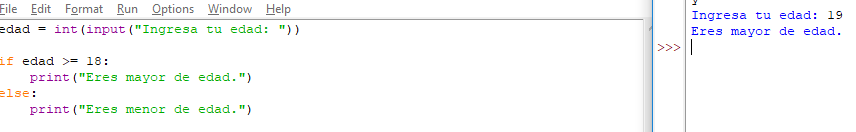 File Edit Format Run Options Window Help
edad = int(input("Ingresa tu edad: "))
if edad >= 18:
    print("Eres mayor de edad.")
else:
    print("Eres menor de edad.")
Ingresa tu edad: 19
Eres mayor de edad.
>>>